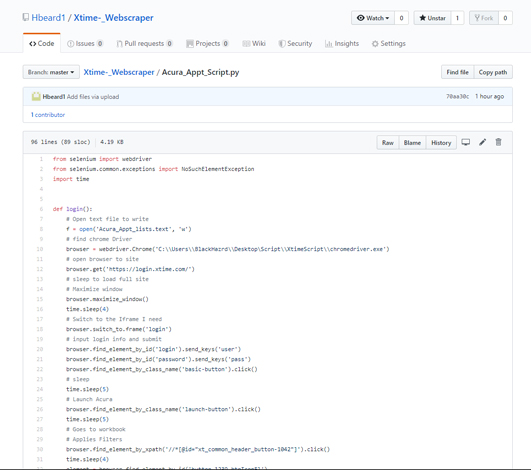 Hbeard1 / Xtime-_Webscraper
Watch 0 Unstar 1 Fork 0
Code Issues 0 Pull requests 0 Projects 0 Wiki Security Insights Settings
Branch: master Xtime-_Webscraper / Acura_Appt_Script.py Find file Copy path
Hbeard1 Add files via upload 70aa30c 1 hour ago
1 contributor
96 lines (89 sloc) 4.19 KB Raw Blame History
1 from selenium import webdriver
2 from selenium.common.exceptions import NoSuchElementException
3 import time
4
5
6 def login():
7 # Open text file to write
8 f = open('Acura_Appt_lists.text', 'w')
9 # find chrome Driver
10 browser = webdriver.Chrome('C:\\Users\\BlackHazrd\\Desktop\\Script\\XtimeScript\\chromedriver.exe')
11 # open browser to site
12 browser.get('https://login.xtime.com/')
13 # sleep to load full site
14 # Maximize window
15 browser.maximize_window()
16 time.sleep(4)
17 # Switch to the Iframe I need
18 browser.switch_to.frame('login')
19 # input login info and submit
20 browser.find_element_by_id('login').send_keys('user')
21 browser.find_element_by_id('password').send_keys('pass')
22 browser.find_element_by_class_name('basic-button').click()
23 # sleep
24 time.sleep(5)
25 # Launch Acura
26 browser.find_element_by_class_name('launch-button').click()
27 time.sleep(5)
28 # Goes to workbook
29 # Applies Filters
30 browser.find_element_by_xpath('//*[@id="xt_common_header_button-1042"]').click()
31 time.sleep(4)